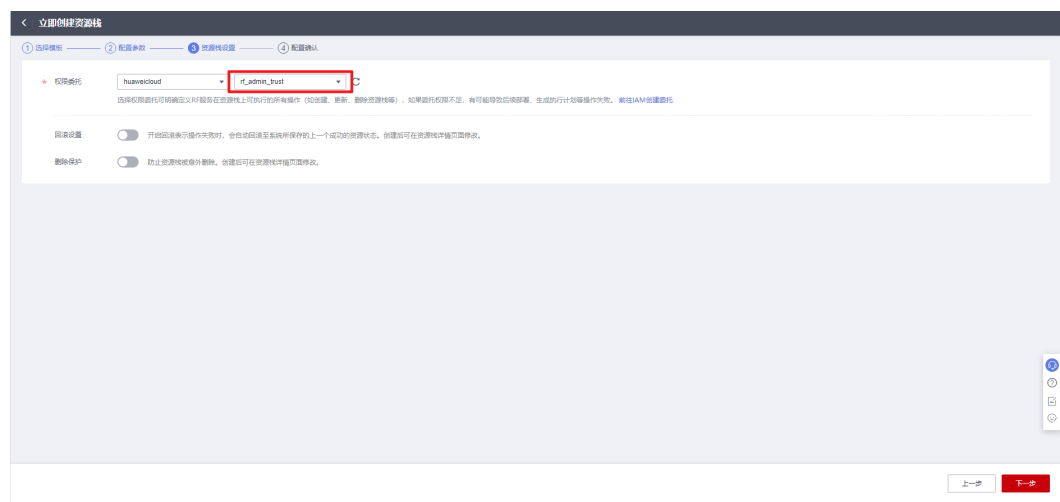 立即创建资源栈
1 选择模板 2 配置参数 3 资源栈设置 4 配置确认
* 权限委托 huaweicloud rf_admin_trust
选择权限委托可明确定义RF服务在资源栈上可执行的所有操作（如创建、更新、删除资源栈等），如果委托权限不足，有可能导致后续部署、生成执行计划等操作失败。 前往IAM创建委托
回滚设置 开启回滚表示操作失败时，会自动回滚至系统所保存的上一个成功的资源状态。创建后可在资源栈详情页面修改。
删除保护 防止资源栈被意外删除。创建后可在资源栈详情页面修改。
上一步 下一步